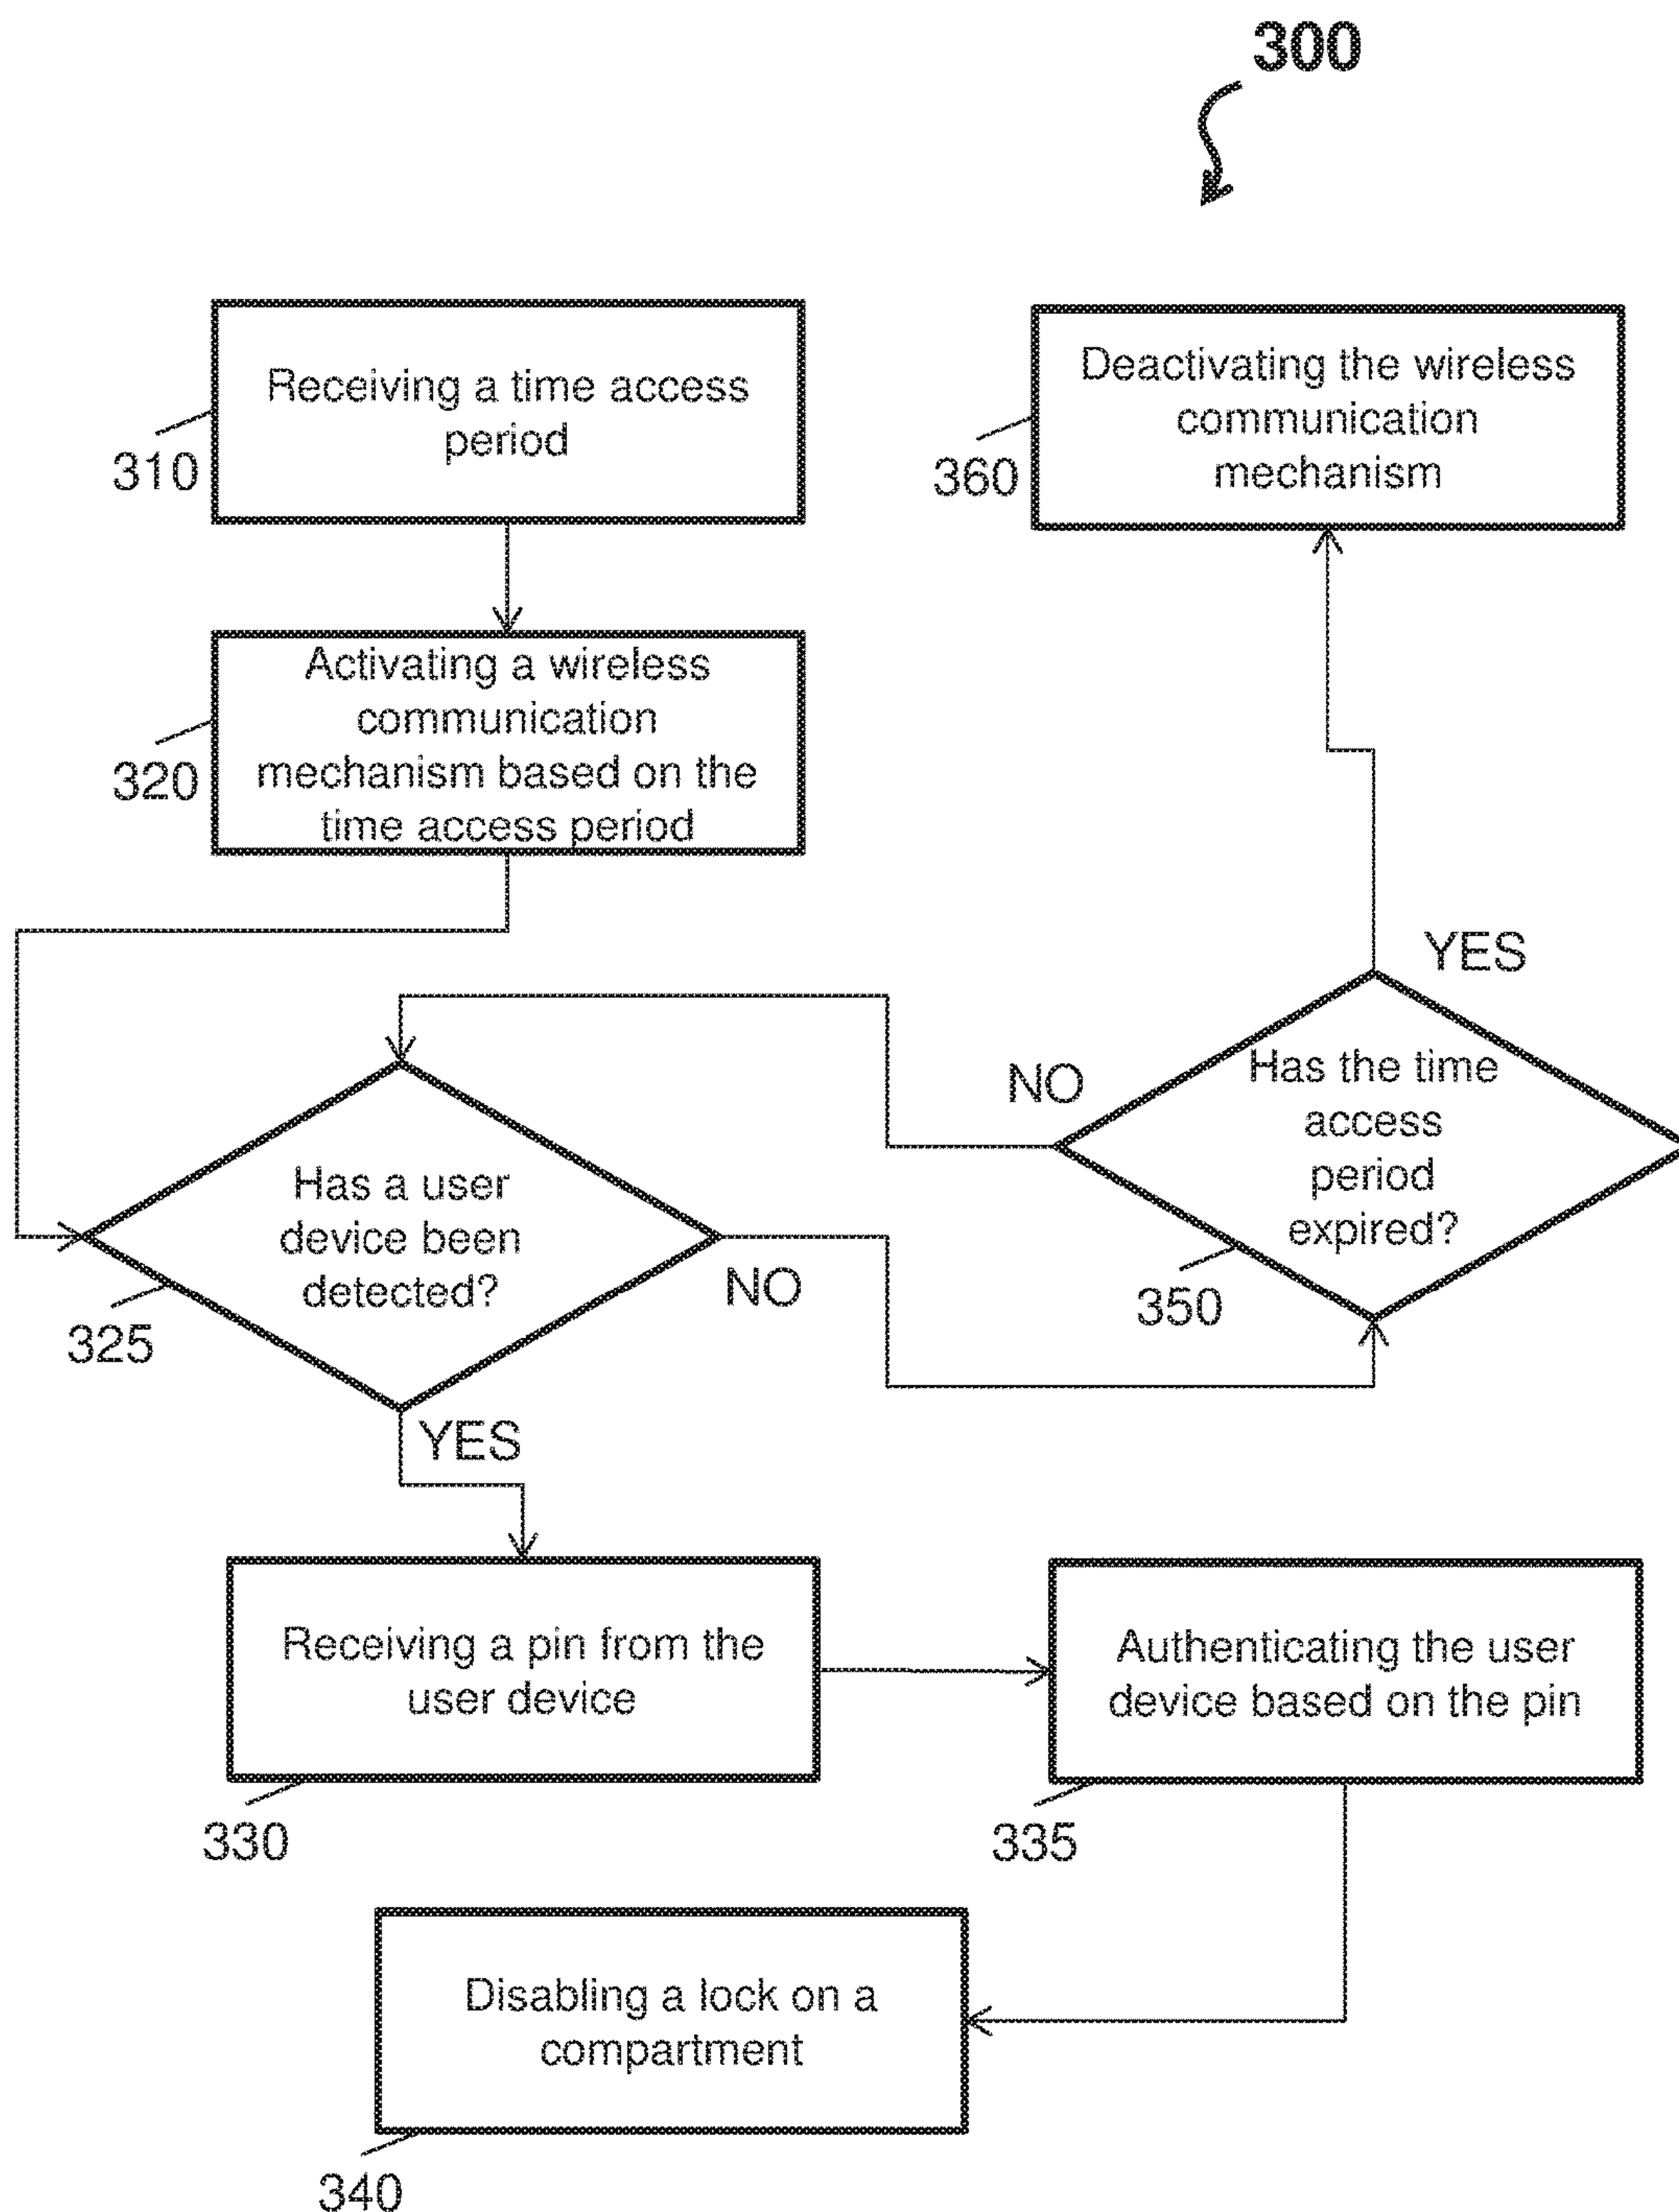 300
Receiving a time access
period
310
Deactivating the wireless
communication
mechanism
360
Activating a wireless
communication
mechanism based on the
time access period
320
YES
Has the time
access
period
expired?
NO
350
Has a user
device been
detected?
NO
325
YES
Receiving a pin from the
user device
330
Authenticating the user
device based on the pin
335
Disabling a lock on a
compartment
340